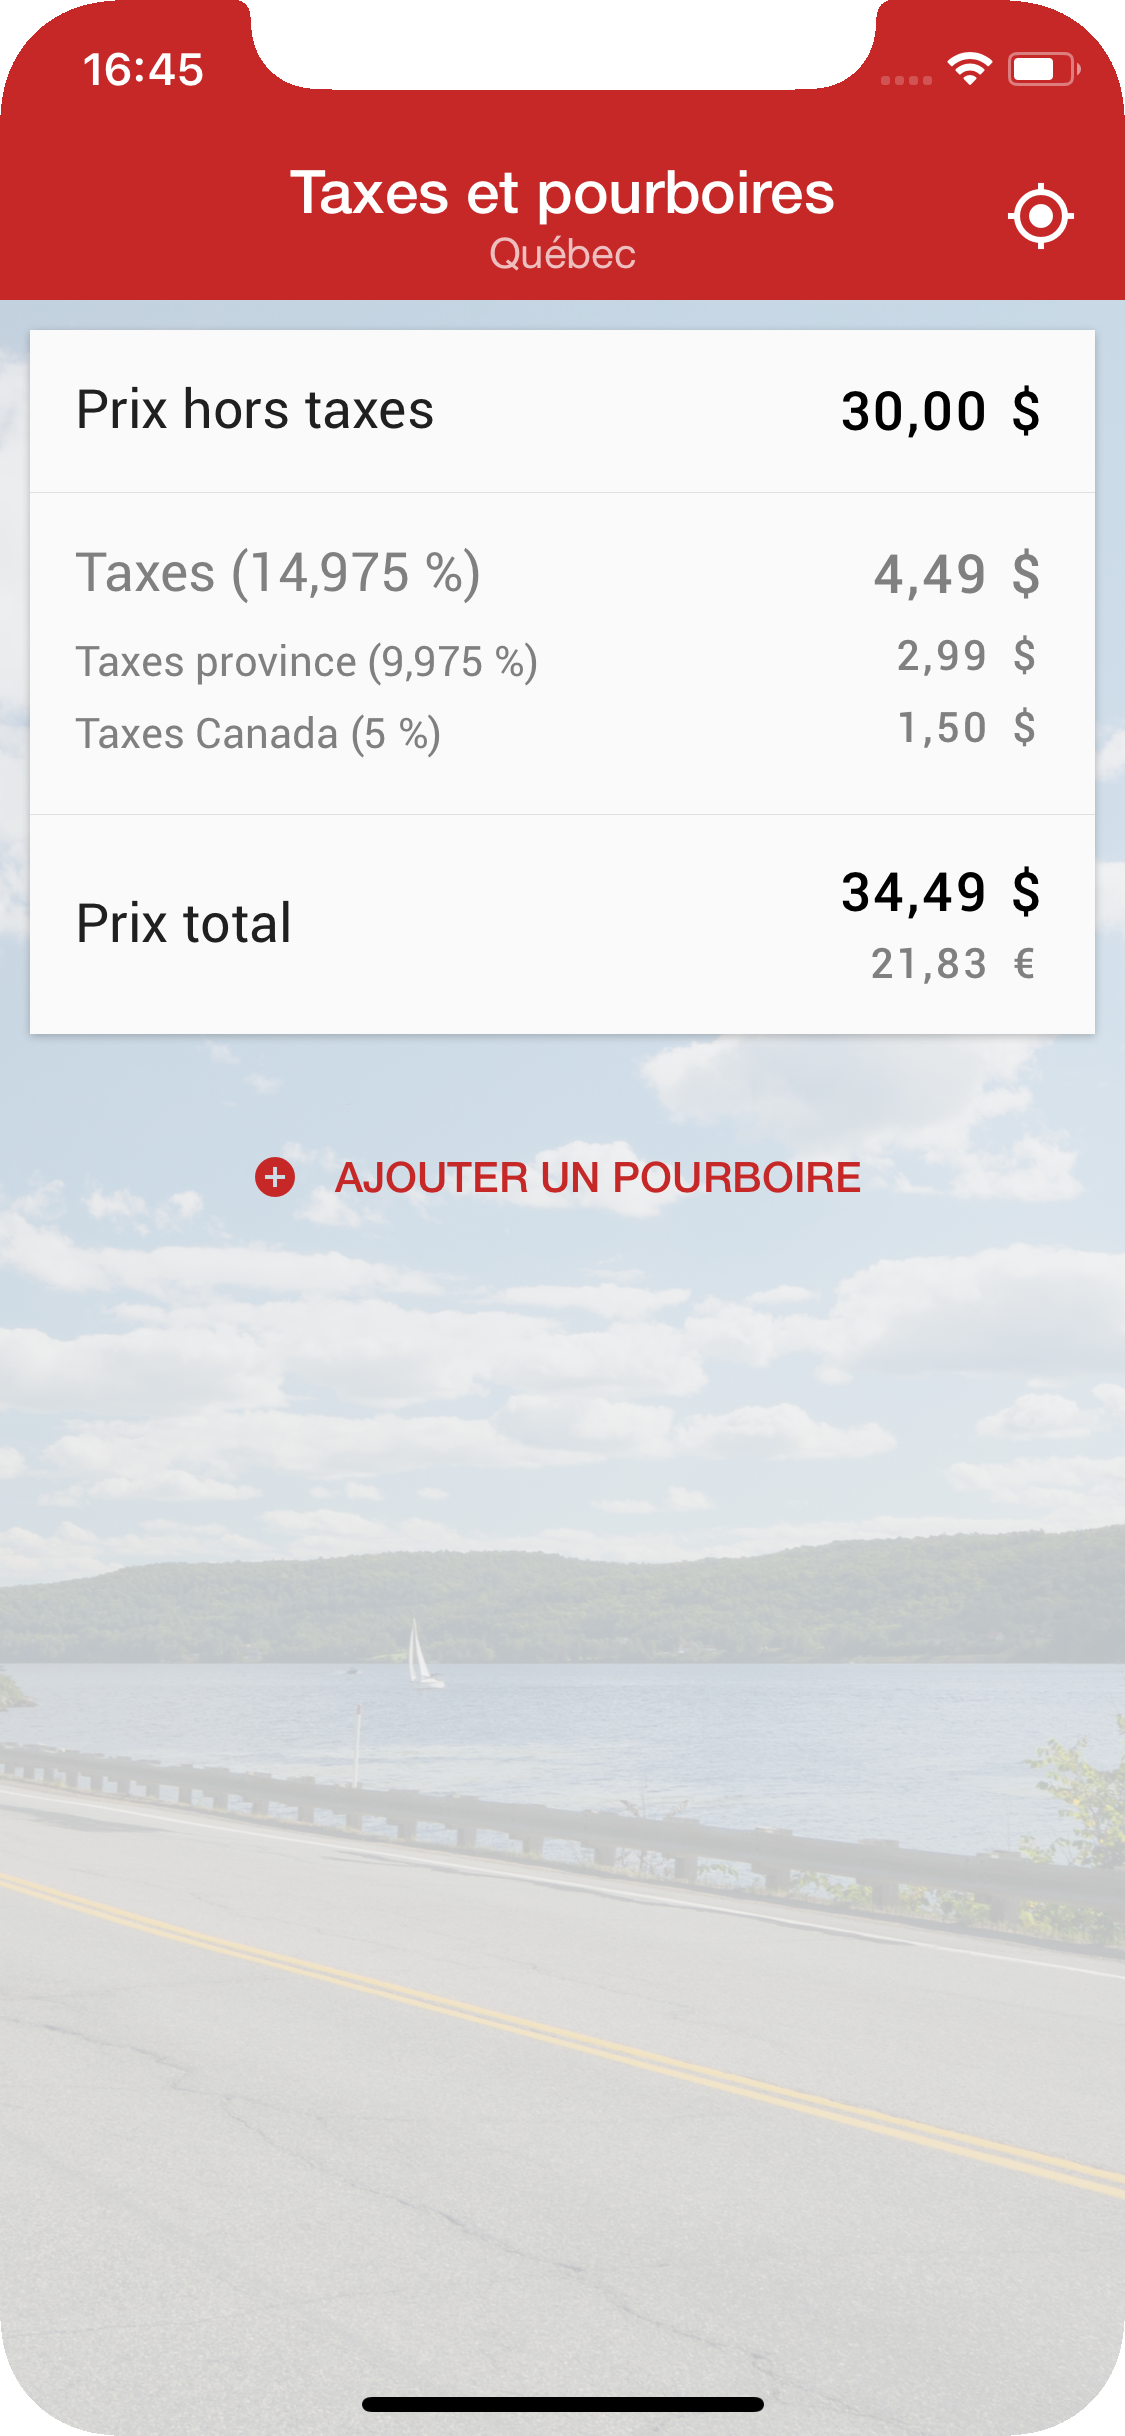 16:45
Taxes et pourboires
Québec
Prix hors taxes 30,00 $
Taxes (14,975 %) 4,49 $
Taxes province (9,975 %) 2,99 $
Taxes Canada (5 %) 1,50 $
Prix total 34,49 $
21,83 €
AJOUTER UN POURBOIRE